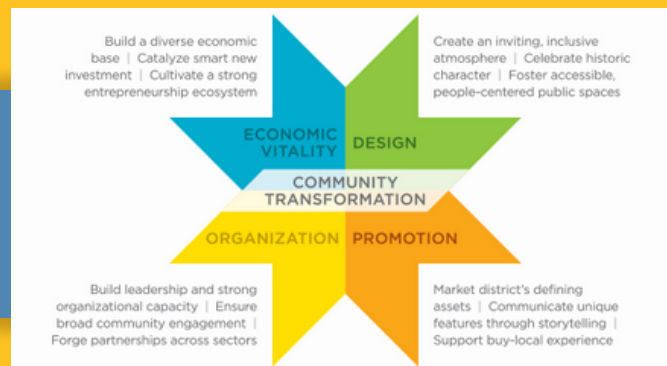 Build a diverse economic
base | Catalyze smart new
investment | Cultivate a strong
entrepreneurship ecosystem
Create an inviting, inclusive
atmosphere | Celebrate historic
character | Foster accessible,
people-centered public spaces
ECONOMIC
VITALITY
DESIGN
COMMUNITY
TRANSFORMATION
ORGANIZATION
PROMOTION
Build leadership and strong
organizational capacity | Ensure
broad community engagement |
Forge partnerships across sectors
Market district's defining
assets | Communicate unique
features through storytelling |
Support buy-local experience